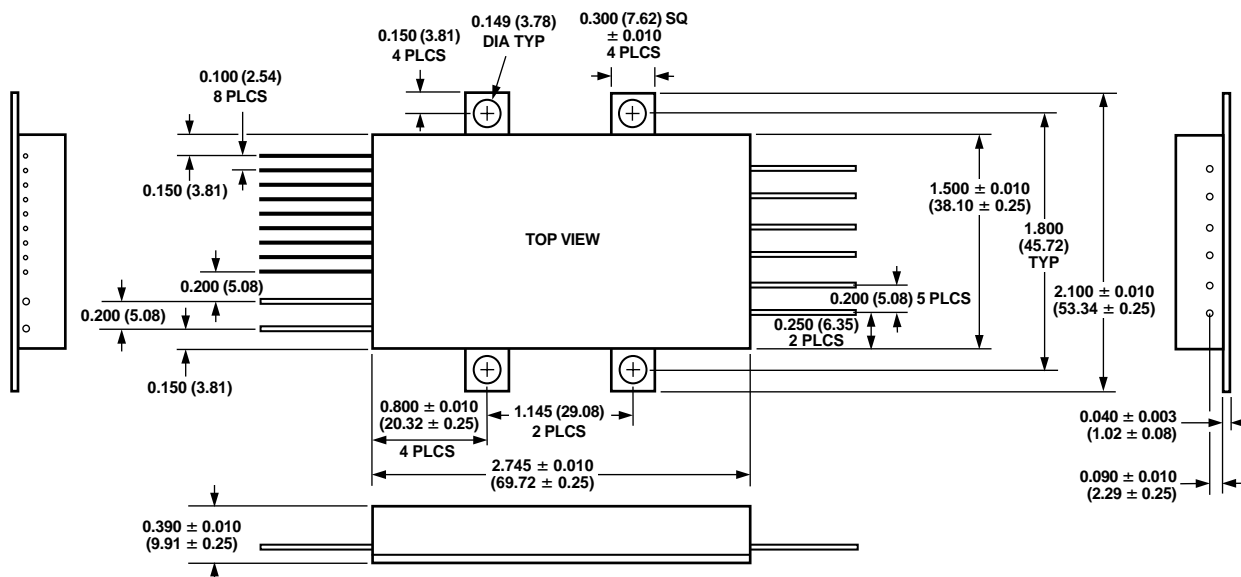 0.149 (3.78)
DIA TYP
0.300 (7.62) SQ
± 0.010
4 PLCS
0.150 (3.81)
4 PLCS
0.100 (2.54)
8 PLCS
0.150 (3.81)
TOP VIEW
1.500 ± 0.010
(38.10 ± 0.25)
1.800
(45.72)
TYP
2.100 ± 0.010
(53.34 ± 0.25)
0.200 (5.08)
0.200 (5.08) 5 PLCS
0.200 (5.08)
0.250 (6.35)
2 PLCS
0.150 (3.81)
0.800 ± 0.010
(20.32 ± 0.25)
4 PLCS
1.145 (29.08)
2 PLCS
0.040 ± 0.003
(1.02 ± 0.08)
2.745 ± 0.010
(69.72 ± 0.25)
0.090 ± 0.010
(2.29 ± 0.25)
0.390 ± 0.010
(9.91 ± 0.25)